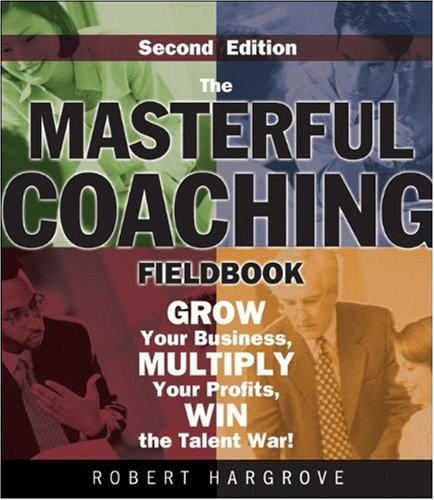 Second Edition
The
MASTERFUL
COACHING
FIELDBOOK
GROW
Your Business,
MULTIPLY
Your Profits,
WIN
the Talent War!
ROBERT HARGROVE